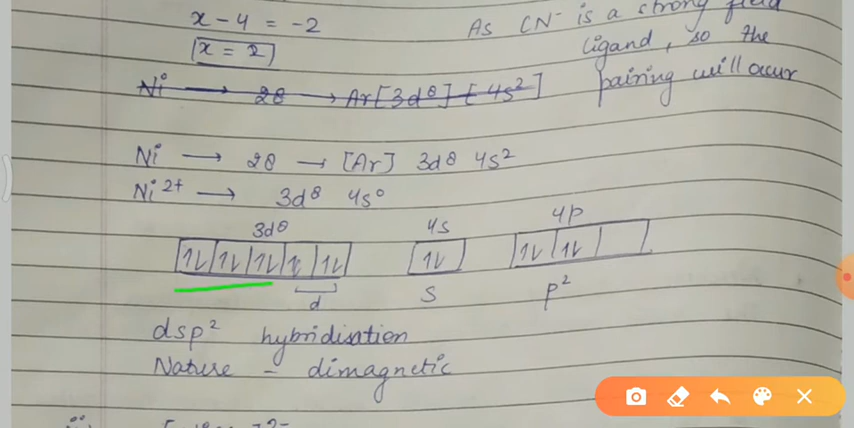 x - 4 = -2
x = 2
As CN⁻ is a strong field
ligand, so the
pairing will occur
Ni → 28 → Ar[3d⁸] [4s²]
Ni → 28 → [Ar] 3d⁸ 4s²
Ni²⁺ → 3d⁸ 4s⁰
3d⁸ 4s 4p
⥮ ⥮ ⥮ ⥮ ⥮ ⥮ ⥮ ⥮
d S p²
dsp² hybridisation
Nature - dimagnetic